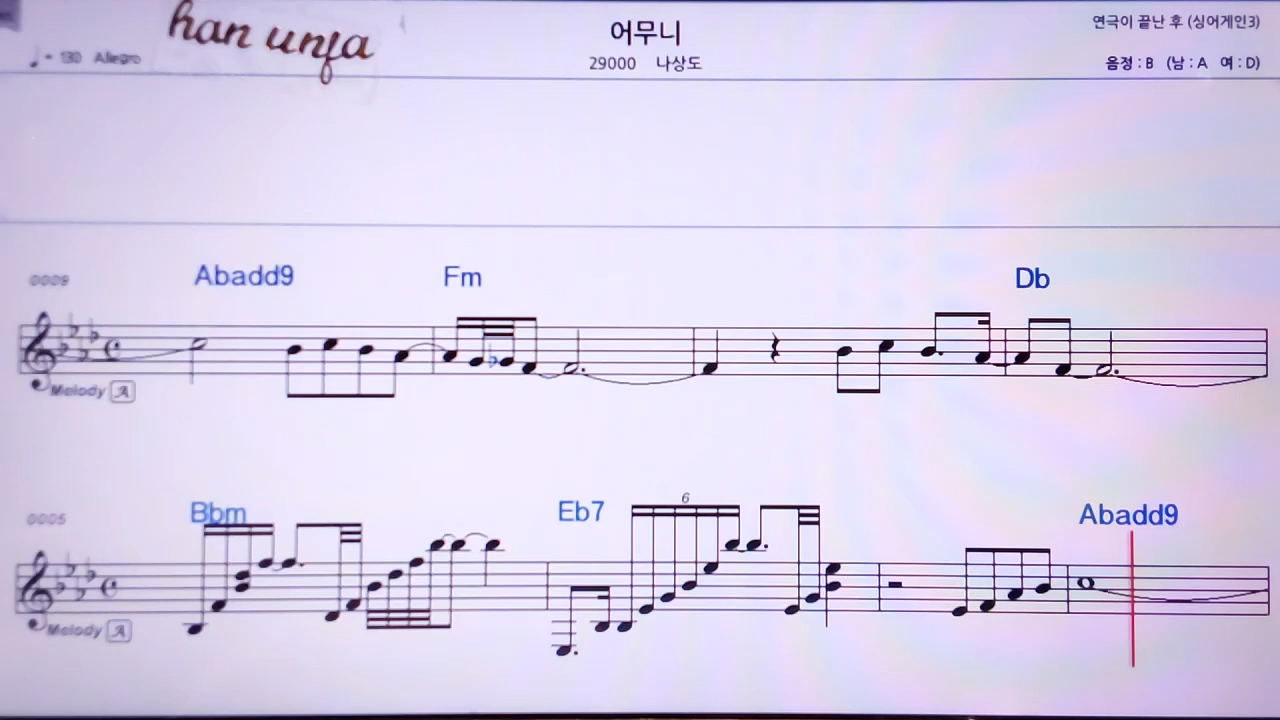 han unfa
어무니
연극이 끝난 후 (싱어게인3)
♩ = 130 Allegro
29000 나상도
음정 : B (남 : A 여 : D)
0009
Abadd9 Fm Db
Melody A
0005
Bbm Eb7 6 Abadd9
Melody A